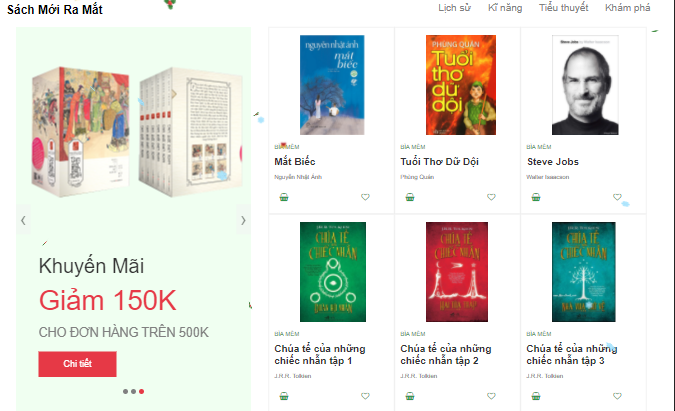 Sách Mới Ra Mắt
Lịch sử Kĩ năng Tiểu thuyết Khám phá
Khuyến Mãi
Giảm 150K
CHO ĐƠN HÀNG TRÊN 500K
Chi tiết
nguyễn nhật ánh
mắt
biếc
BÌA MỀM
Mắt Biếc
Nguyễn Nhật Ánh
PHÙNG QUÁN
Tuổi
thơ
dữ
dội
BÌA MỀM
Tuổi Thơ Dữ Dội
Phùng Quán
Steve Jobs
BÌA MỀM
Steve Jobs
Walter Isaacson
CHÚA TỂ
CHIẾC NHẪN
BÌA MỀM
Chúa tể của những
chiếc nhẫn tập 1
J.R.R. Tolkien
CHÚA TỂ
CHIẾC NHẪN
BÌA MỀM
Chúa tể của những
chiếc nhẫn tập 2
J.R.R. Tolkien
CHÚA TỂ
CHIẾC NHẪN
BÌA MỀM
Chúa tể của những
chiếc nhẫn tập 3
J.R.R. Tolkien